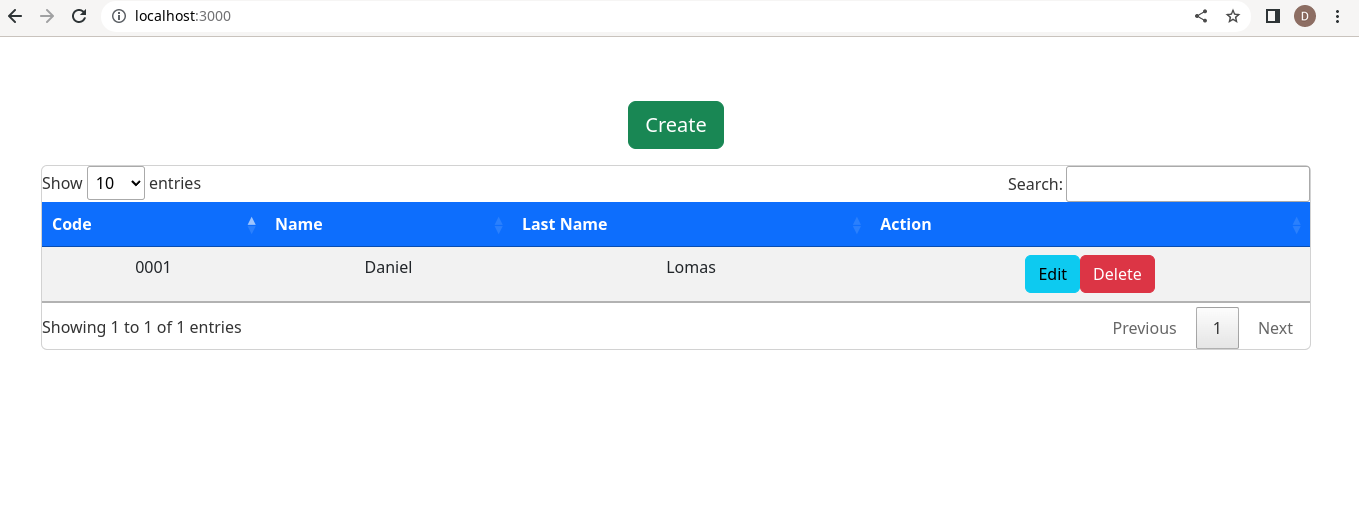 localhost:3000
D
Create
Show 10 entries Search:
Code Name Last Name Action
0001 Daniel Lomas Edit Delete
Showing 1 to 1 of 1 entries Previous 1 Next